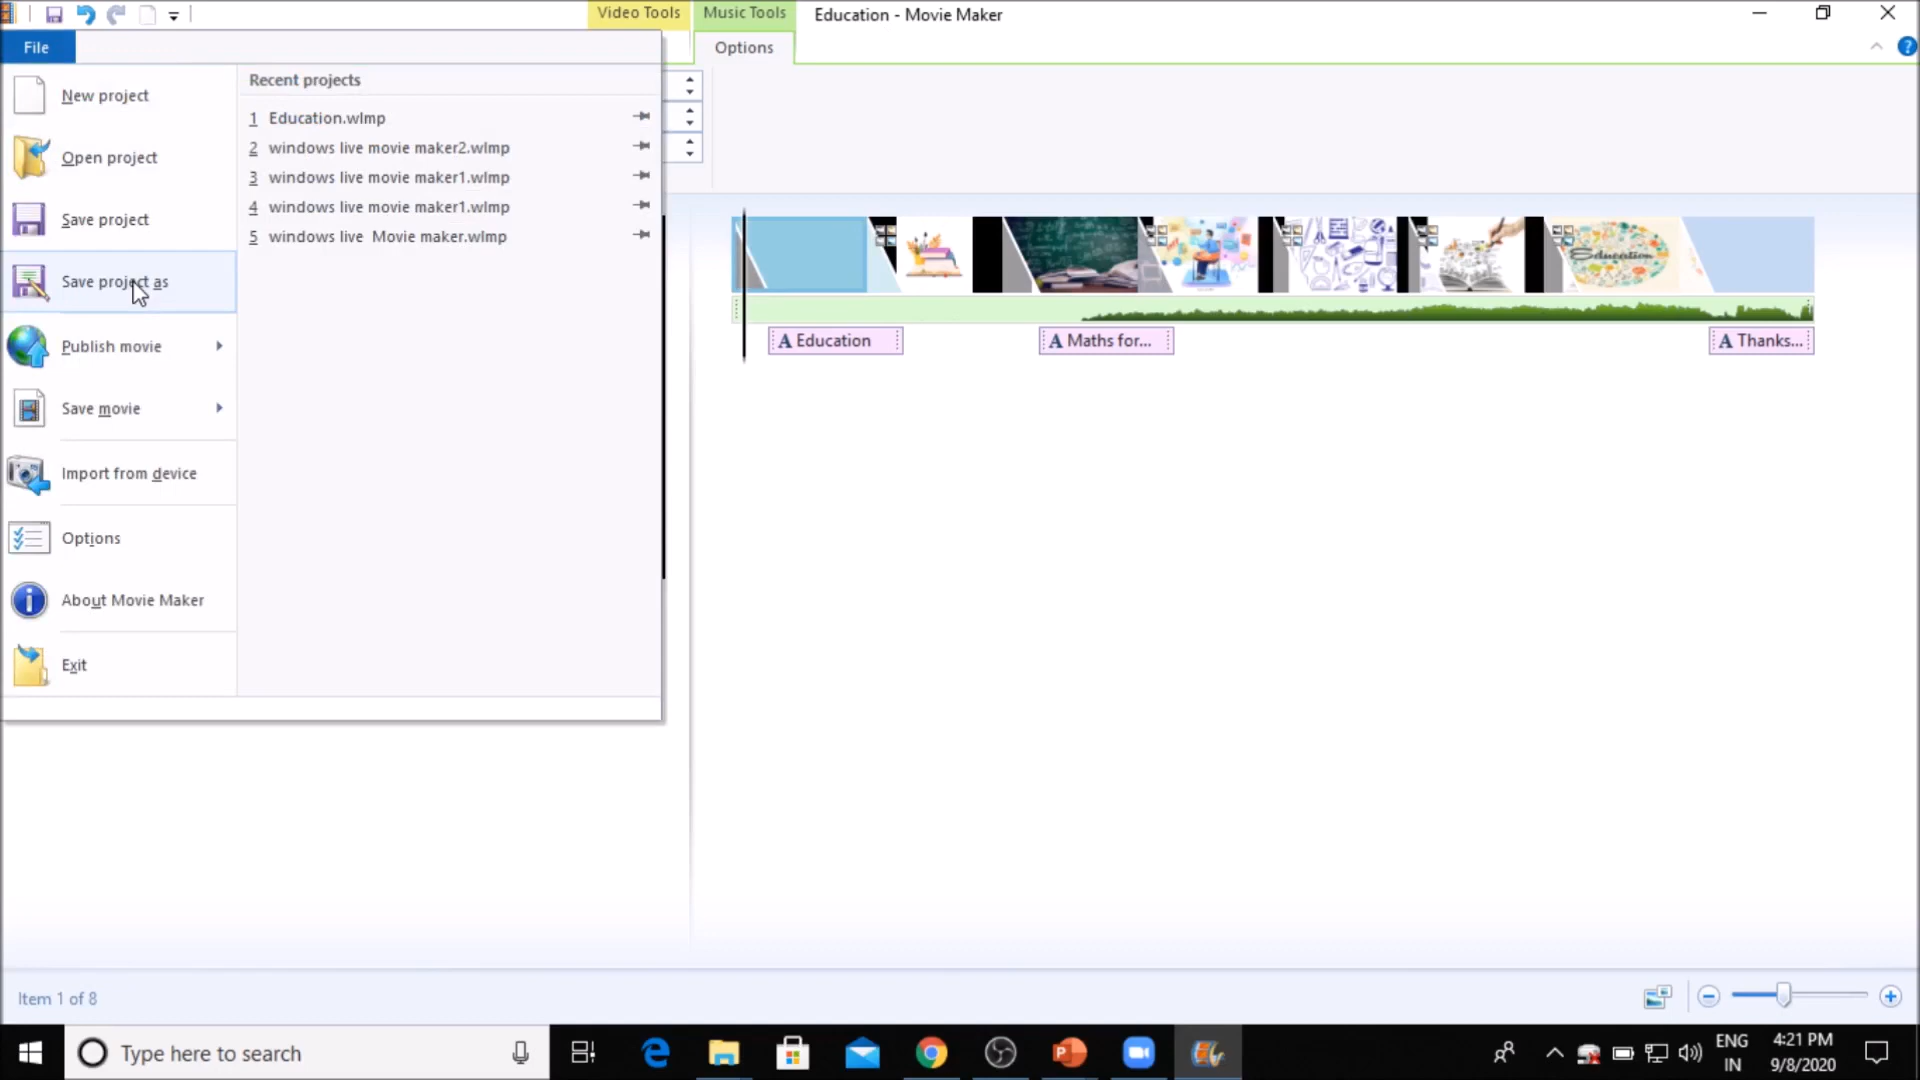 Video Tools
Music Tools
Education - Movie Maker
File
Options
New project
Open project
Save project
Save project as
Publish movie
Save movie
Import from device
Options
About Movie Maker
Exit
Recent projects
1 Education.wlmp
2 windows live movie maker2.wlmp
3 windows live movie maker1.wlmp
4 windows live movie maker1.wlmp
5 windows live  Movie maker.wlmp
Education
A Education
A Maths for...
A Thanks...
Item 1 of 8
Type here to search
ENG
IN
4:21 PM
9/8/2020